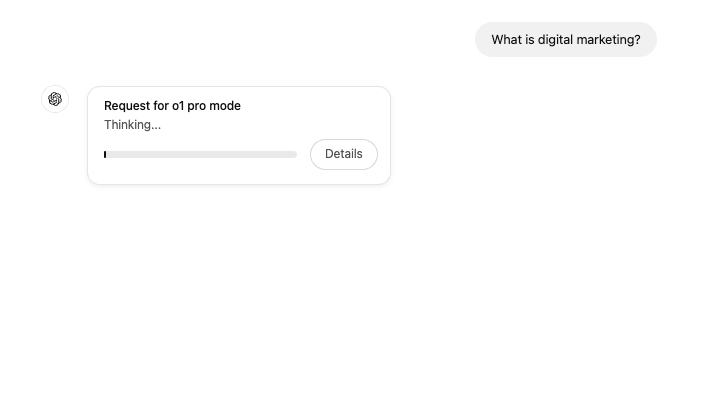 What is digital marketing?
Request for o1 pro mode
Thinking...
Details